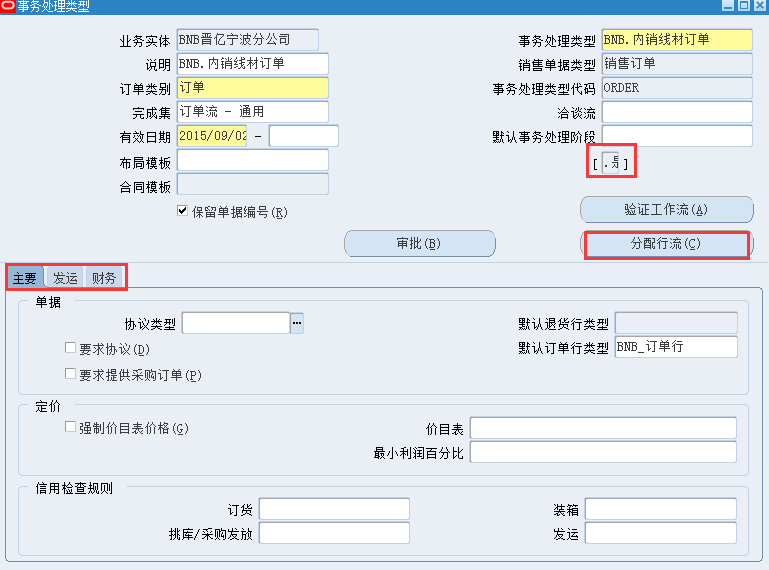 事务处理类型
业务实体 BNB晋亿宁波分公司 事务处理类型 BNB.内销线材订单
说明 BNB.内销线材订单 销售单据类型 销售订单
订单类别 订单 事务处理类型代码 ORDER
完成集 订单流 - 通用 洽谈流
有效日期 2015/09/02 - 默认事务处理阶段
布局模板 [ .是 ]
合同模板
保留单据编号(R) 验证工作流(A)
审批(B) 分配行流(C)
主要 发运 财务
单据
协议类型 ... 默认退货行类型
要求协议(D) 默认订单行类型 BNB_订单行
要求提供采购订单(P)
定价
强制价目表价格(G) 价目表
最小利润百分比
信用检查规则
订货 装箱
挑库/采购发放 发运